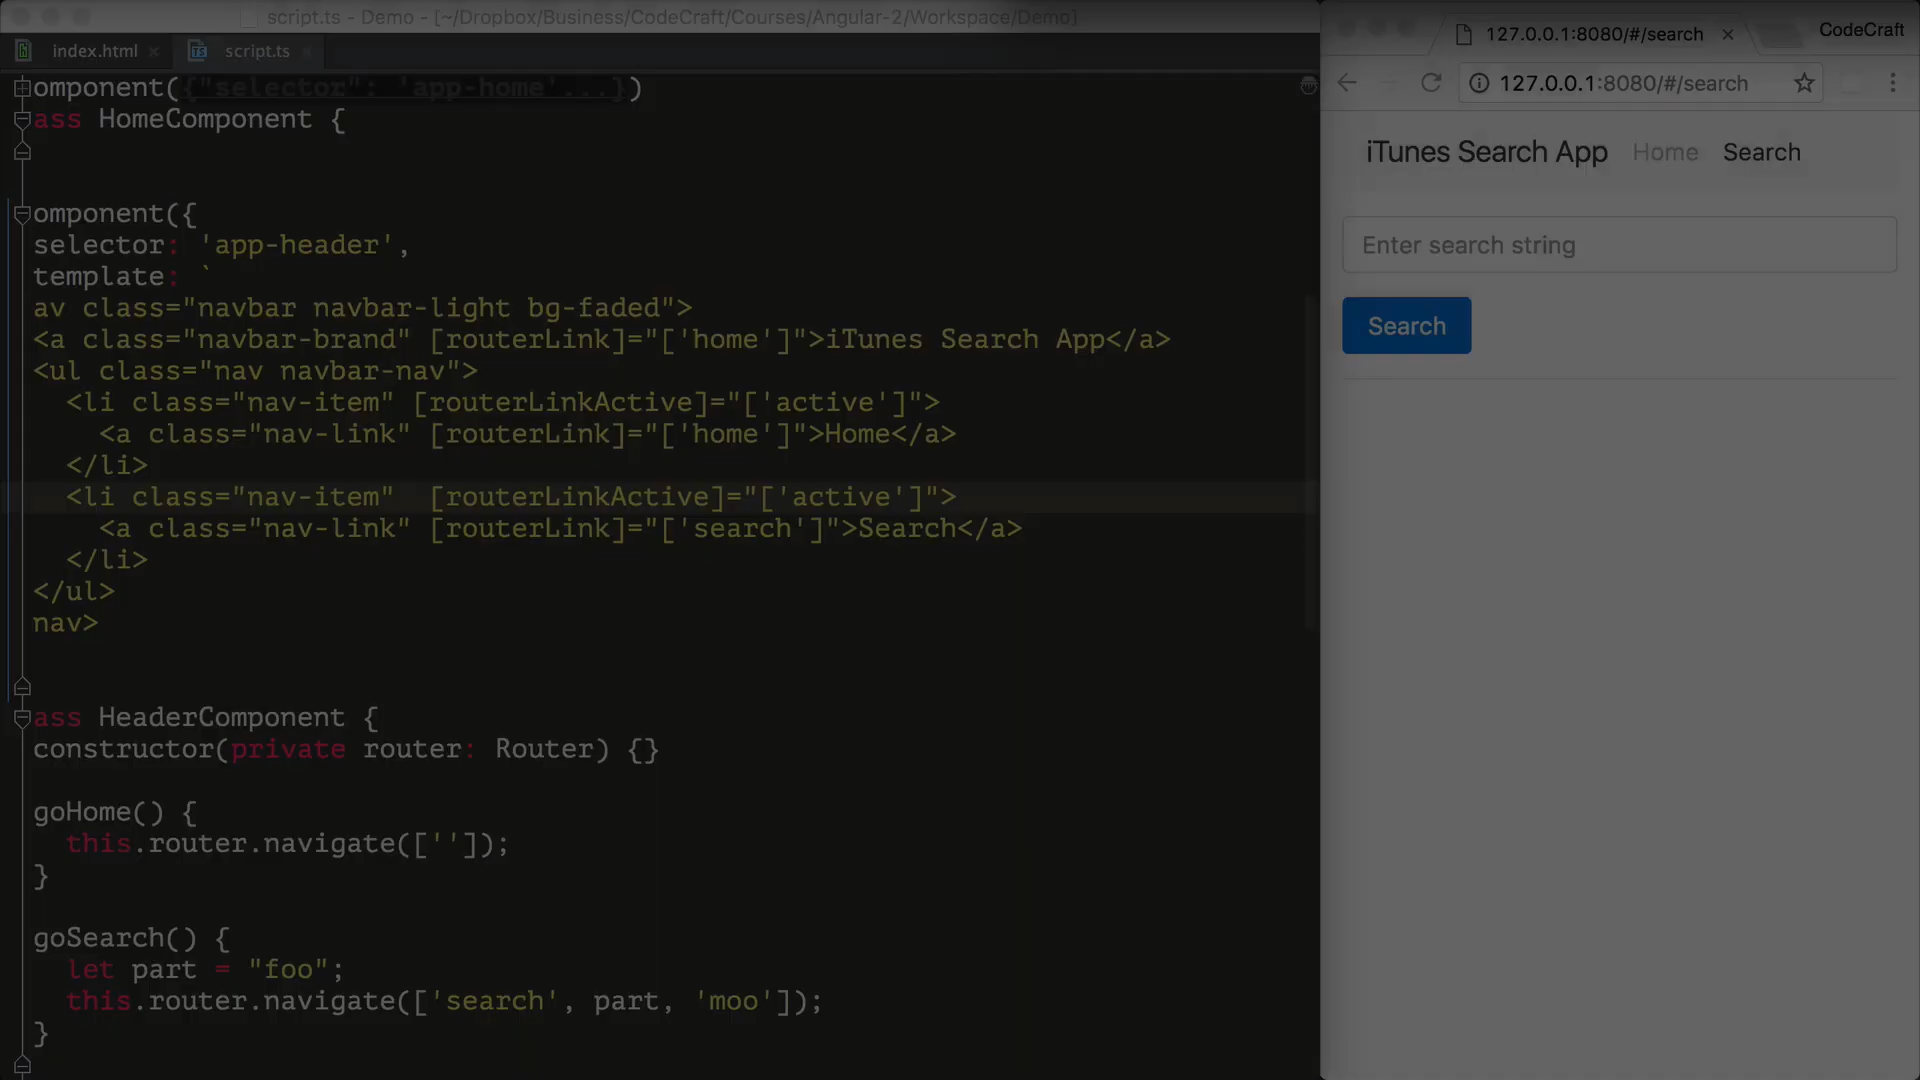 script.ts - Demo - [~/Dropbox/Business/CodeCraft/Courses/Angular-2/Workspace/Demo]
index.html
script.ts
omponent({"selector": 'app-home'...})
ass HomeComponent {
omponent({
selector: 'app-header',
template: `
av class="navbar navbar-light bg-faded">
<a class="navbar-brand" [routerLink]="['home']">iTunes Search App</a>
<ul class="nav navbar-nav">
<li class="nav-item" [routerLinkActive]="['active']">
<a class="nav-link" [routerLink]="['home']">Home</a>
</li>
<li class="nav-item"  [routerLinkActive]="['active']">
<a class="nav-link" [routerLink]="['search']">Search</a>
</li>
</ul>
nav>
ass HeaderComponent {
constructor(private router: Router) {}
goHome() {
this.router.navigate(['']);
}
goSearch() {
let part = "foo";
this.router.navigate(['search', part, 'moo']);
}
127.0.0.1:8080/#/search
CodeCraft
127.0.0.1:8080/#/search
iTunes Search App Home Search
Enter search string
Search